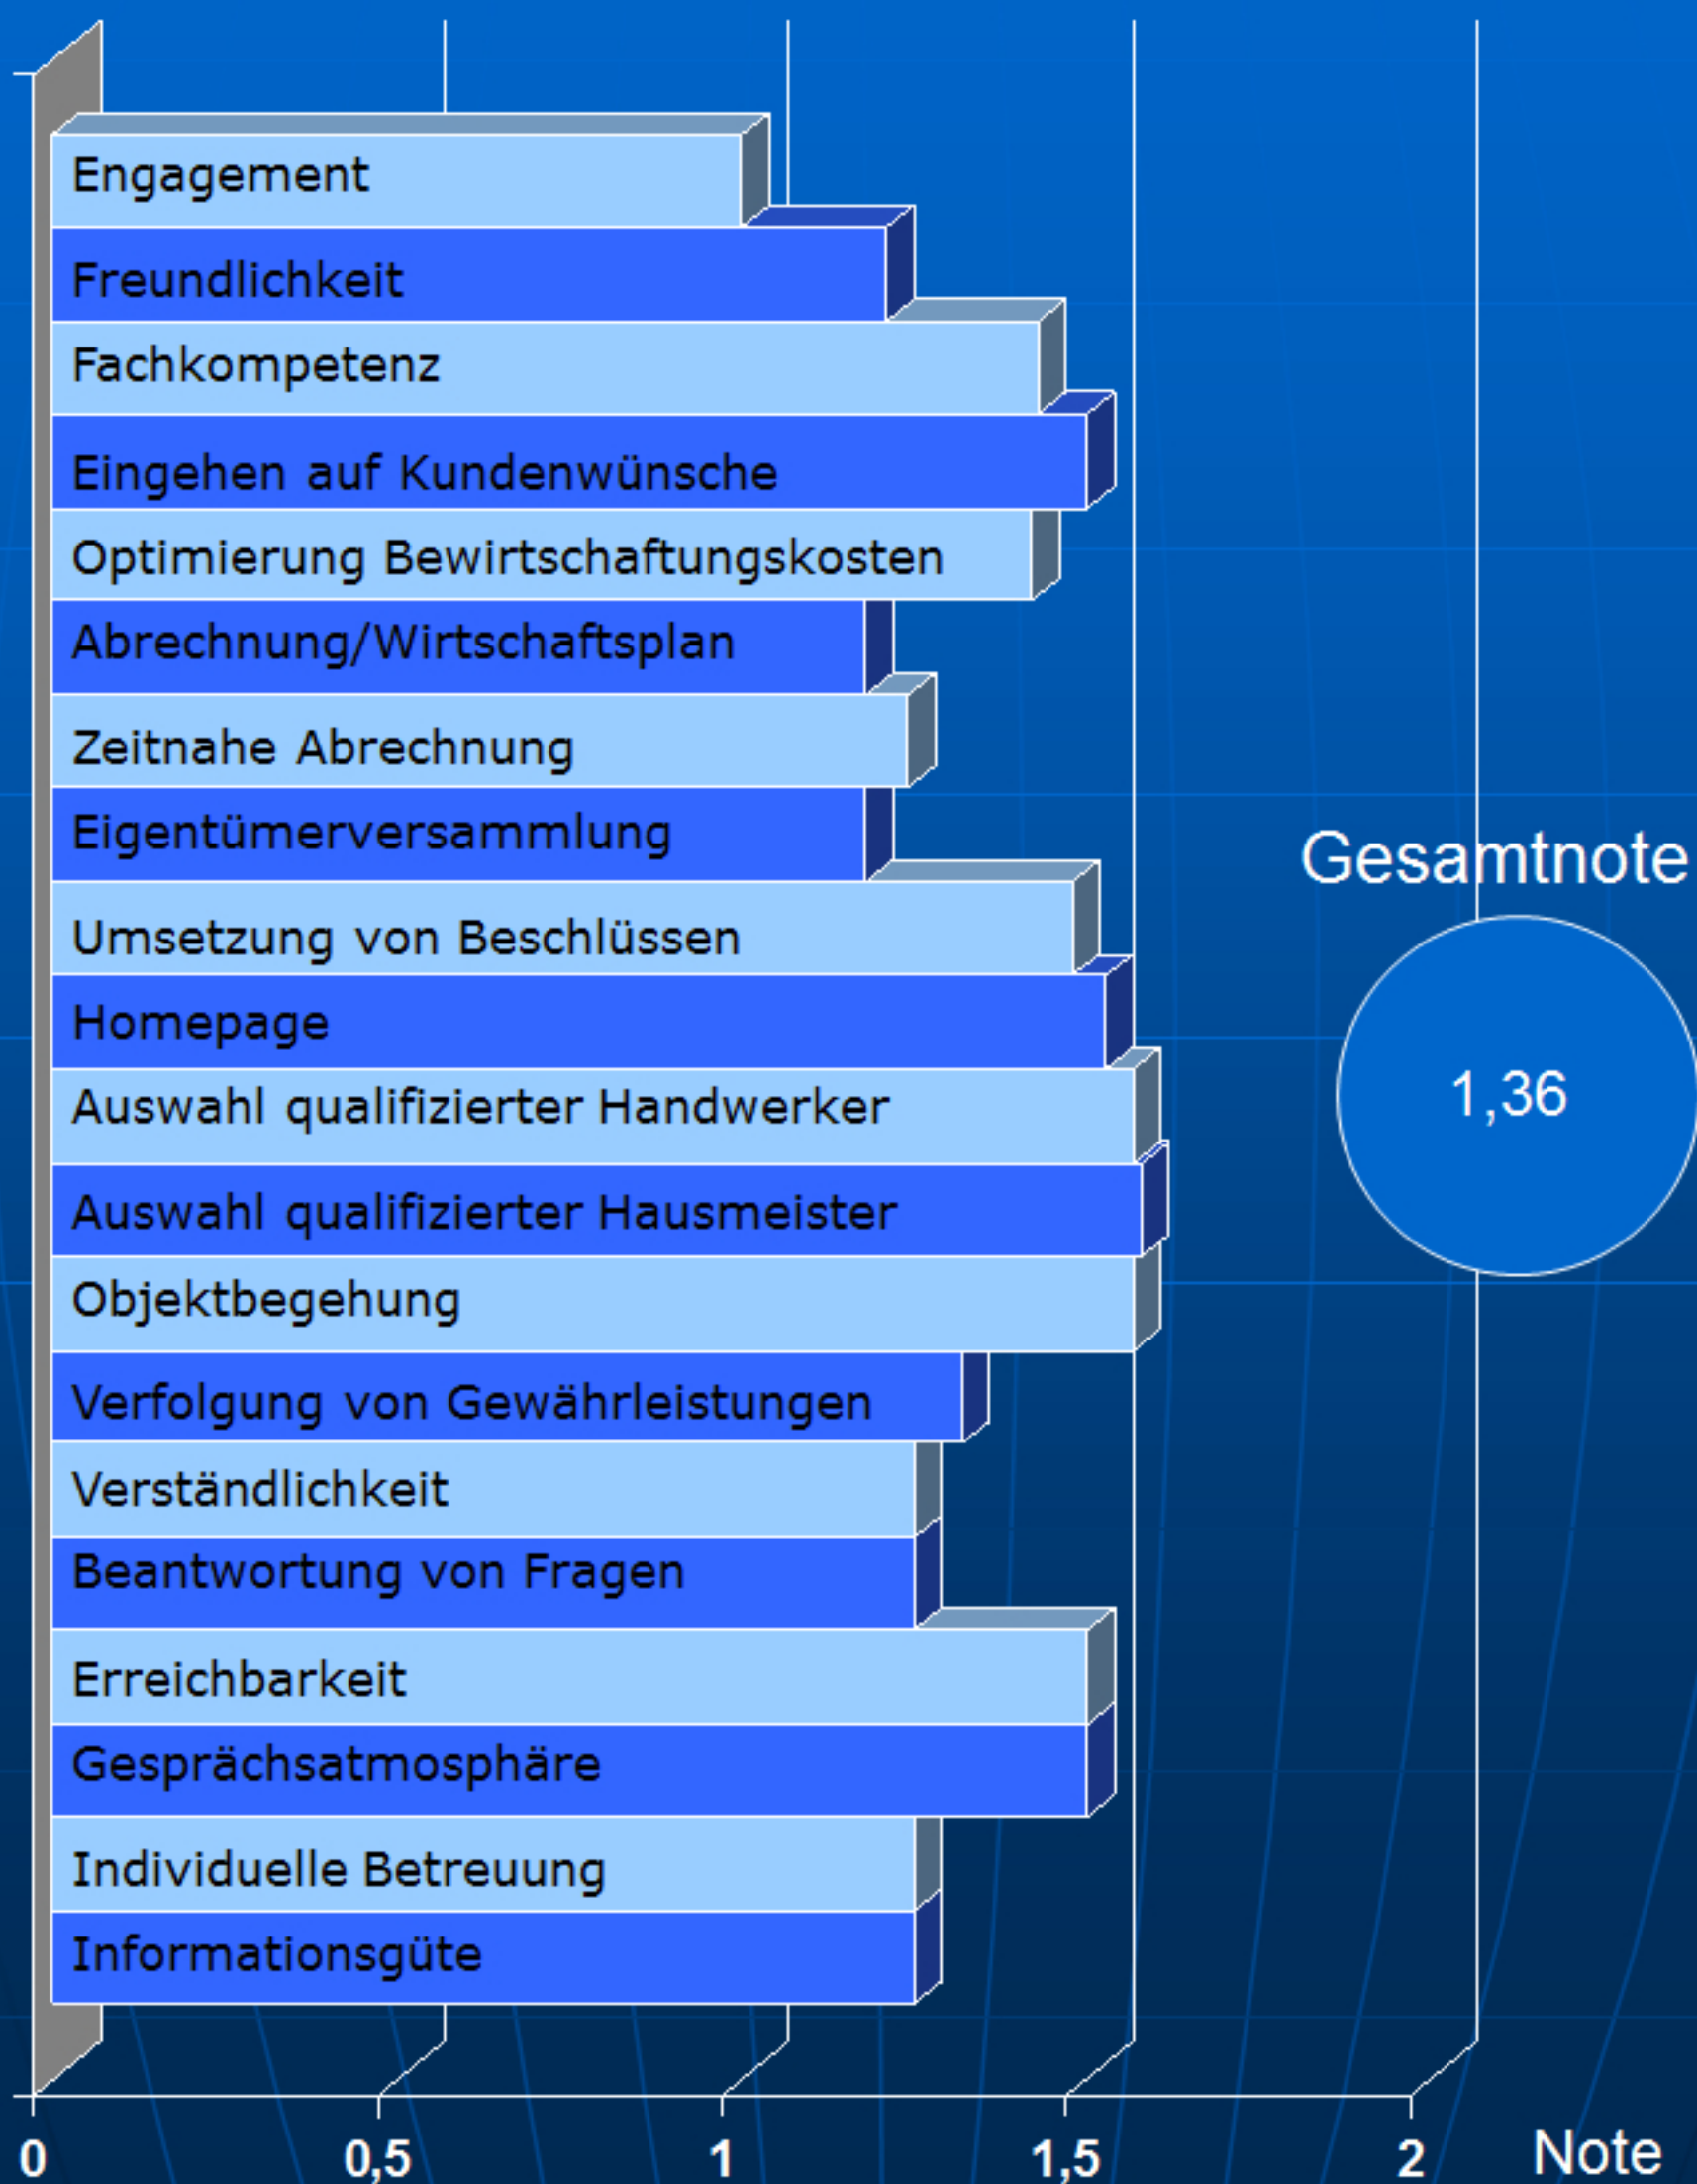 Engagement
Freundlichkeit
Fachkompetenz
Eingehen auf Kundenwünsche
Optimierung Bewirtschaftungskosten
Abrechnung/Wirtschaftsplan
Zeitnahe Abrechnung
Eigentümerversammlung
Umsetzung von Beschlüssen
Homepage
Auswahl qualifizierter Handwerker
Auswahl qualifizierter Hausmeister
Objektbegehung
Verfolgung von Gewährleistungen
Verständlichkeit
Beantwortung von Fragen
Erreichbarkeit
Gesprächsatmosphäre
Individuelle Betreuung
Informationsgüte
Gesamtnote
1,36
0 0,5 1 1,5 2 Note